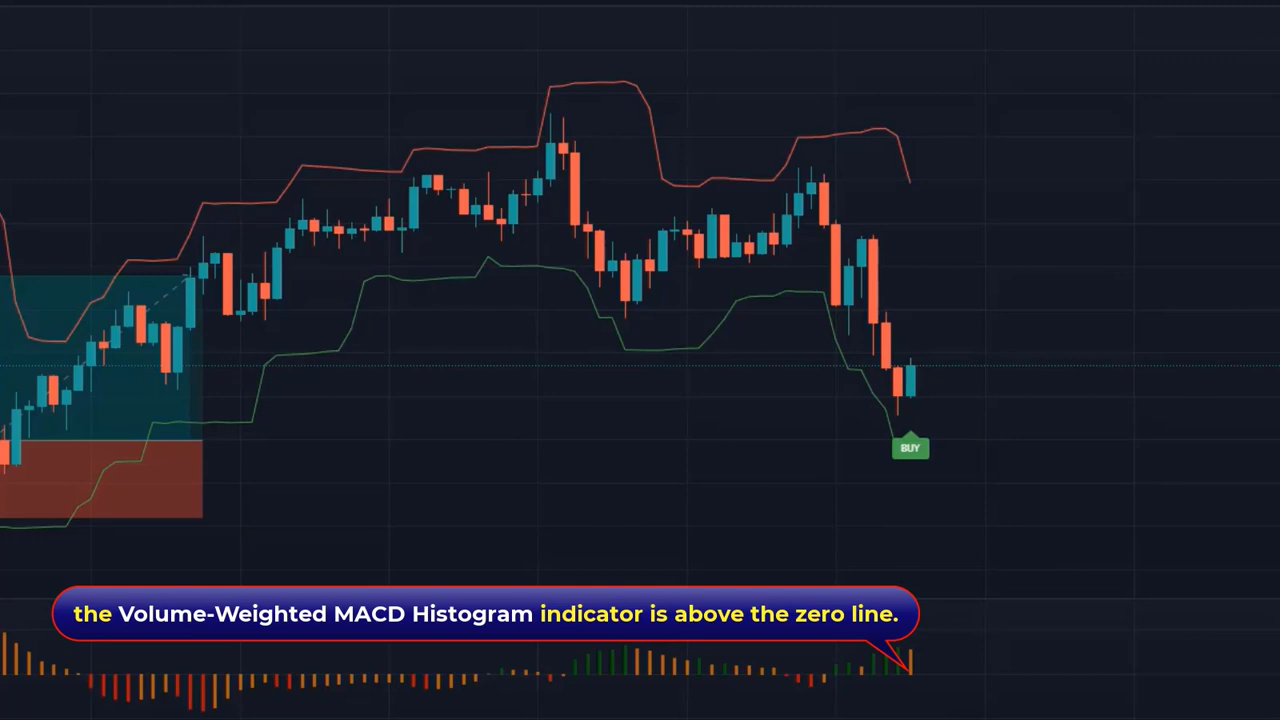 BUY
the Volume-Weighted MACD Histogram indicator is above the zero line.